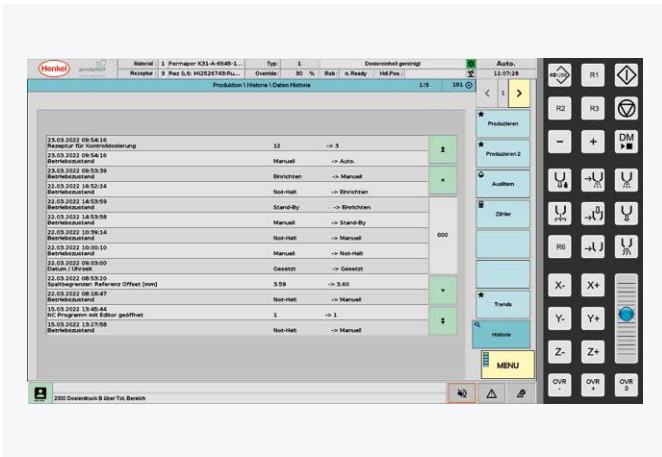 Henkel
sonderhoff
Material : 1 Fermapor K31-A-6545-1...
Typ: 1
Dosiereinheit gereinigt
Auto.
Rezeptur : 3 Rez 0,6: MI2526743:Ru...
Override: 30 %
Rob.: n. Ready
Hdl.Pos.:
11:07:28
Produktion \ Historie \ Daten Historie
1/5
161
1
23.03.2022 09:54:16
Rezeptur für Kontrolldosierung 12 -> 3
23.03.2022 09:54:16
Betriebszustand Manuell -> Auto.
23.03.2022 09:53:39
Betriebszustand Einrichten -> Manuell
22.03.2022 16:52:24
Betriebszustand Not-Halt -> Einrichten
22.03.2022 14:53:59
Betriebszustand Stand-By -> Einrichten
22.03.2022 14:53:58
Betriebszustand Manuell -> Stand-By
22.03.2022 10:39:14
Betriebszustand Not-Halt -> Manuell
22.03.2022 10:00:10
Betriebszustand Manuell -> Not-Halt
22.03.2022 09:03:00
Datum / Uhrzeit Gesetzt -> Gesetzt
22.03.2022 08:53:20
Spaltbegrenzer: Referenz Offset [mm] 3.59 -> 3.60
22.03.2022 08:18:47
Betriebszustand Not-Halt -> Manuell
15.03.2022 13:45:44
NC Programm mit Editor geöffnet 1 -> 1
15.03.2022 13:27:58
Betriebszustand Not-Halt -> Manuell
000
Produzieren
Produzieren 2
Auslitern
Zähler
Trends
Historie
MENU
2300 Dosierdruck B über Tol. Bereich
R1
R2
R3
-
+
DM
R6
X-
X+
Y-
Y+
Z-
Z+
OVR
-
OVR
+
OVR
0